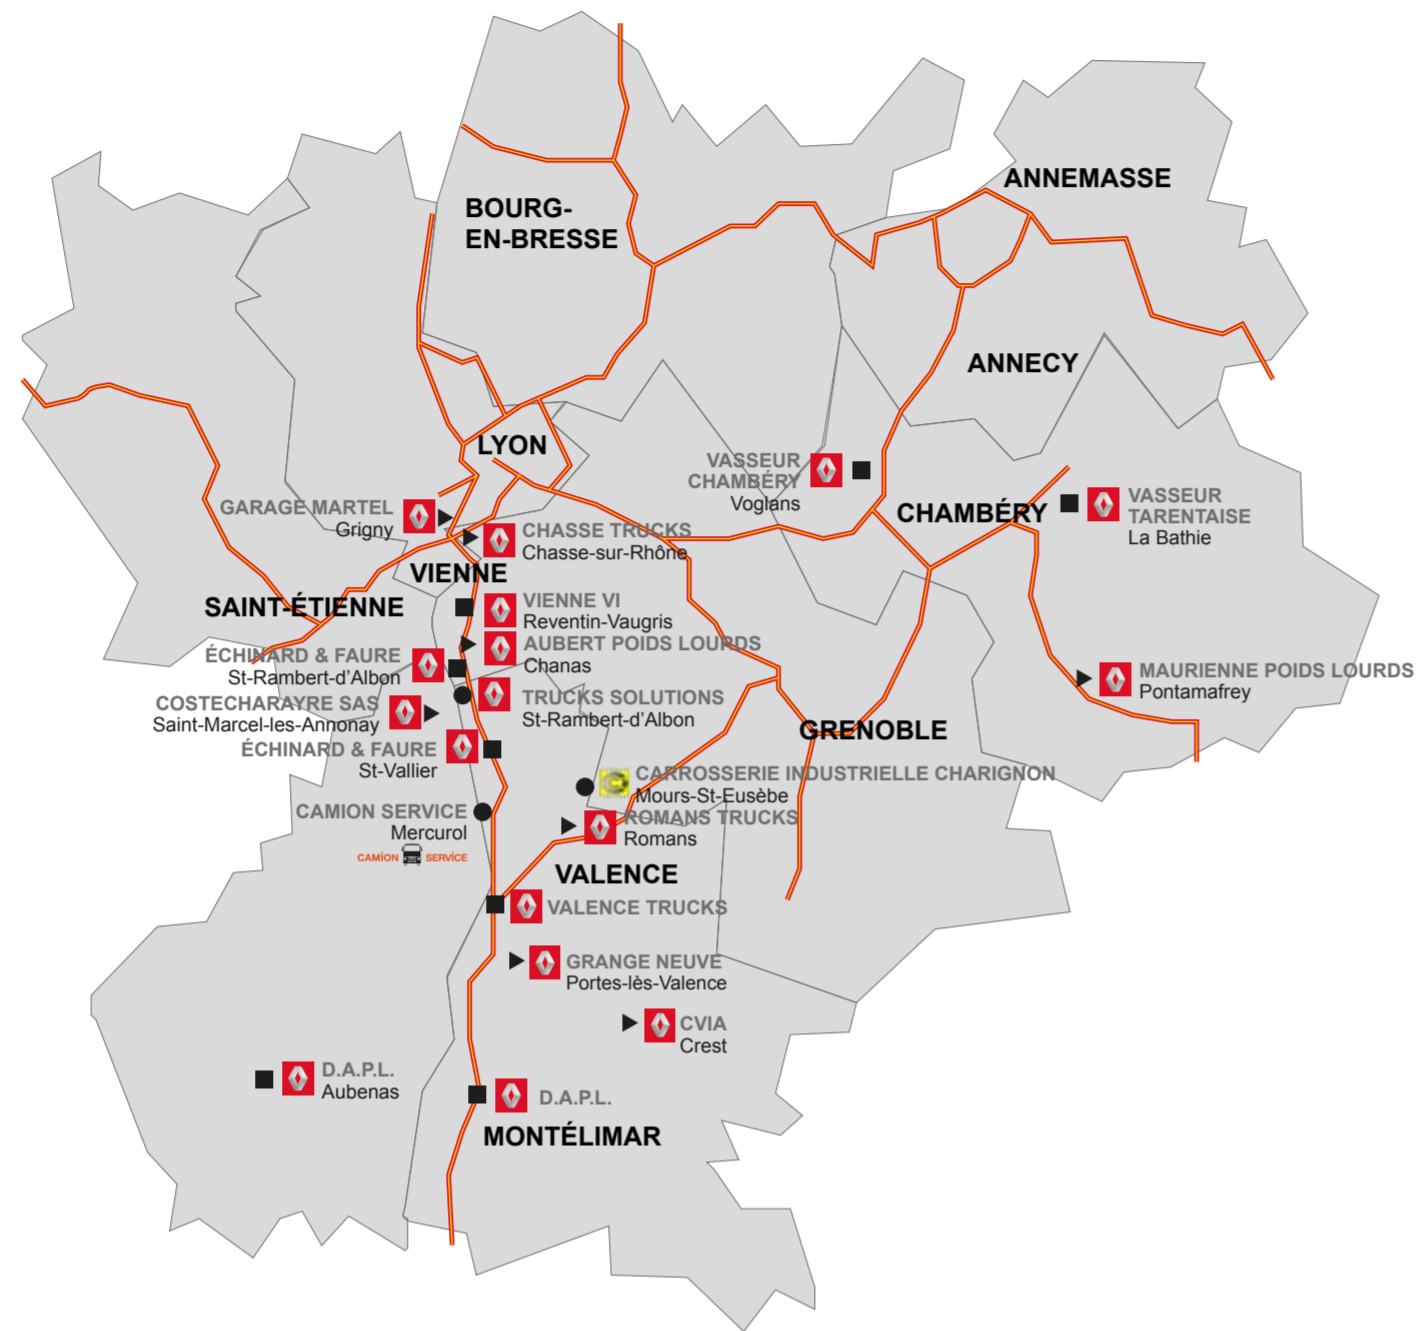 ANNEMASSE
BOURG-
EN-BRESSE
ANNECY
LYON
VASSEUR
CHAMBÉRY
Voglans
CHAMBÉRY
VASSEUR
TARENTAISE
La Bathie
GARAGE MARTEL
Grigny
CHASSE TRUCKS
Chasse-sur-Rhône
VIENNE
SAINT-ÉTIENNE
VIENNE VI
Reventin-Vaugris
AUBERT POIDS LOURDS
Chanas
ÉCHINARD & FAURE
St-Rambert-d'Albon
MAURIENNE POIDS LOURDS
Pontamafrey
COSTECHARAYRE SAS
Saint-Marcel-les-Annonay
TRUCKS SOLUTIONS
St-Rambert-d'Albon
GRENOBLE
ÉCHINARD & FAURE
St-Vallier
CARROSSERIE INDUSTRIELLE CHARIGNON
Mours-St-Eusèbe
CAMION SERVICE
Mercurol
CAMİON SERVİCE
ROMANS TRUCKS
Romans
VALENCE
VALENCE TRUCKS
GRANGE NEUVE
Portes-lès-Valence
CVIA
Crest
D.A.P.L.
Aubenas
D.A.P.L.
MONTÉLIMAR